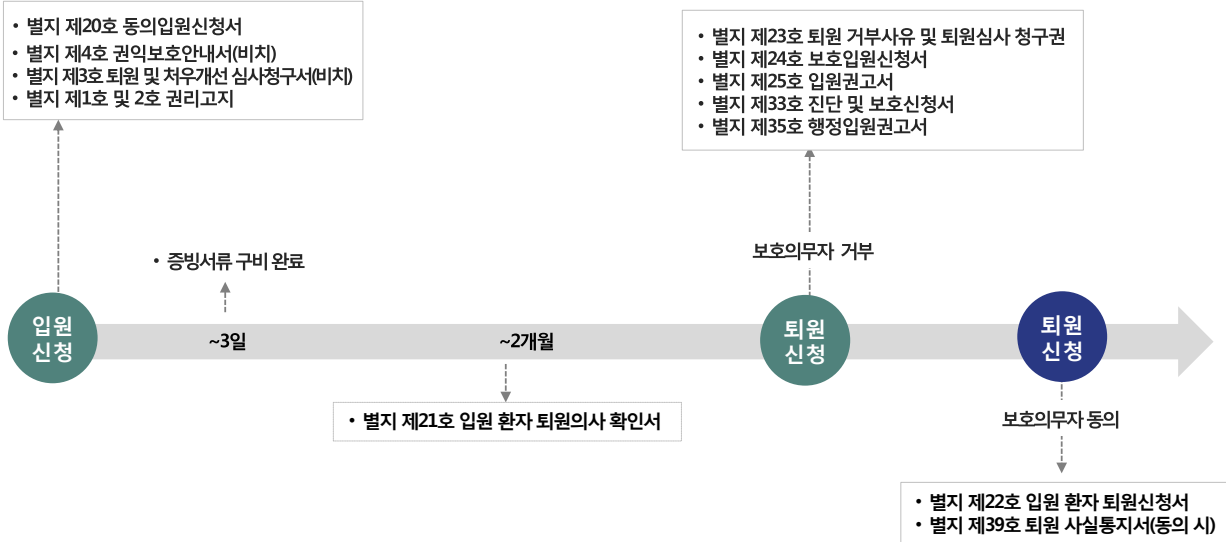 • 별지 제20호 동의입원신청서
• 별지 제4호 권익보호안내서(비치)
• 별지 제3호 퇴원 및 처우개선 심사청구서(비치)
• 별지 제1호 및 2호 권리고지
• 별지 제23호 퇴원 거부사유 및 퇴원심사 청구권
• 별지 제24호 보호입원신청서
• 별지 제25호 입원권고서
• 별지 제33호 진단 및 보호신청서
• 별지 제35호 행정입원권고서
• 증빙서류 구비 완료
보호의무자 거부
입원
신청
~3일
~2개월
퇴원
신청
퇴원
신청
• 별지 제21호 입원 환자 퇴원의사 확인서
보호의무자 동의
• 별지 제22호 입원 환자 퇴원신청서
• 별지 제39호 퇴원 사실통지서(동의 시)